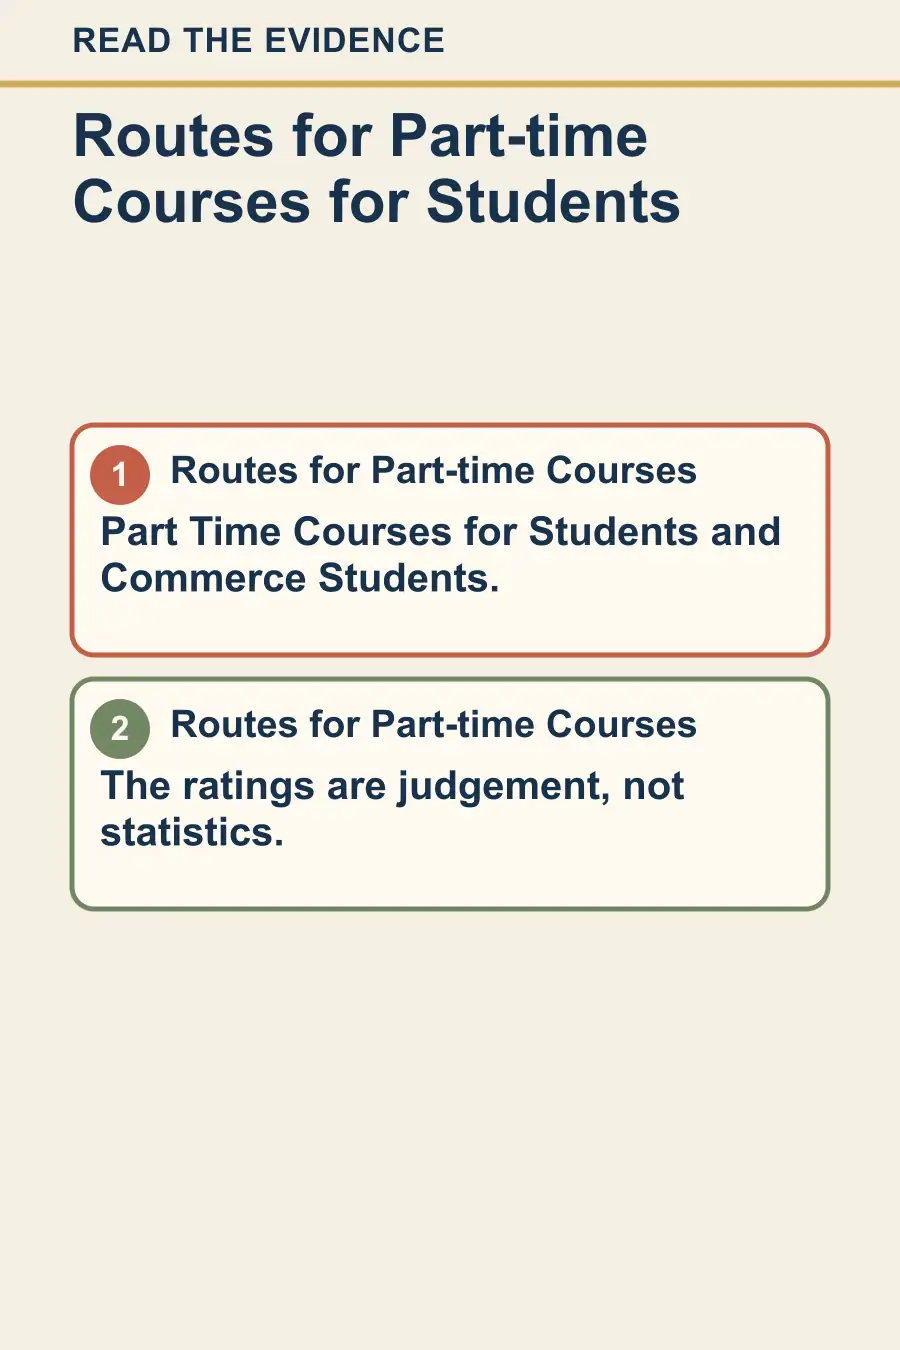 READ THE EVIDENCE
Routes for Part-time
Courses for Students
1 Routes for Part-time Courses
Part Time Courses for Students and
Commerce Students.
2 Routes for Part-time Courses
The ratings are judgement, not
statistics.